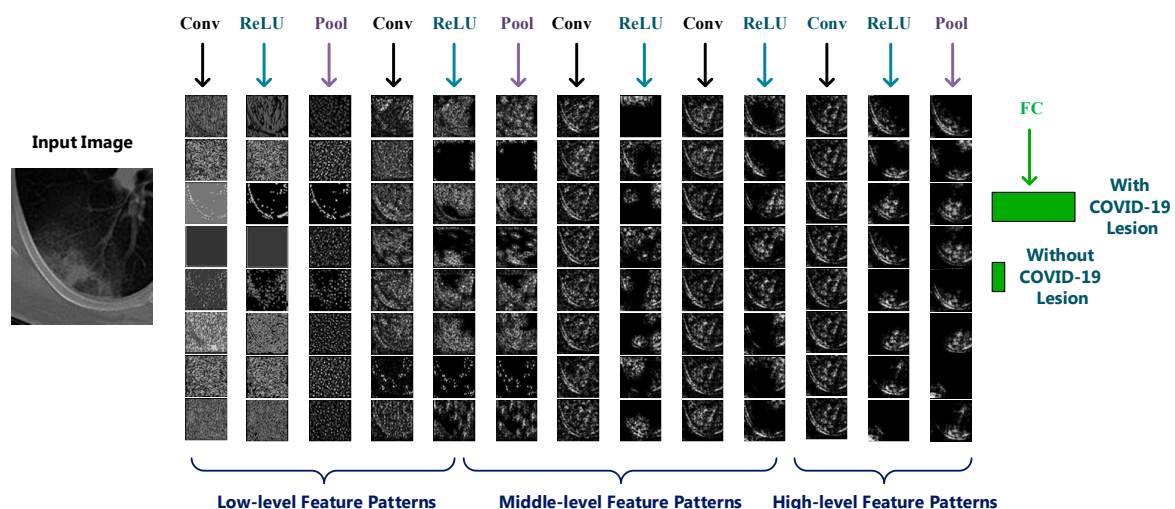 Conv ReLU Pool Conv ReLU Pool Conv ReLU Conv ReLU Conv ReLU Pool
FC
Input Image
With
COVID-19
Lesion
Without
COVID-19
Lesion
Low-level Feature Patterns Middle-level Feature Patterns High-level Feature Patterns